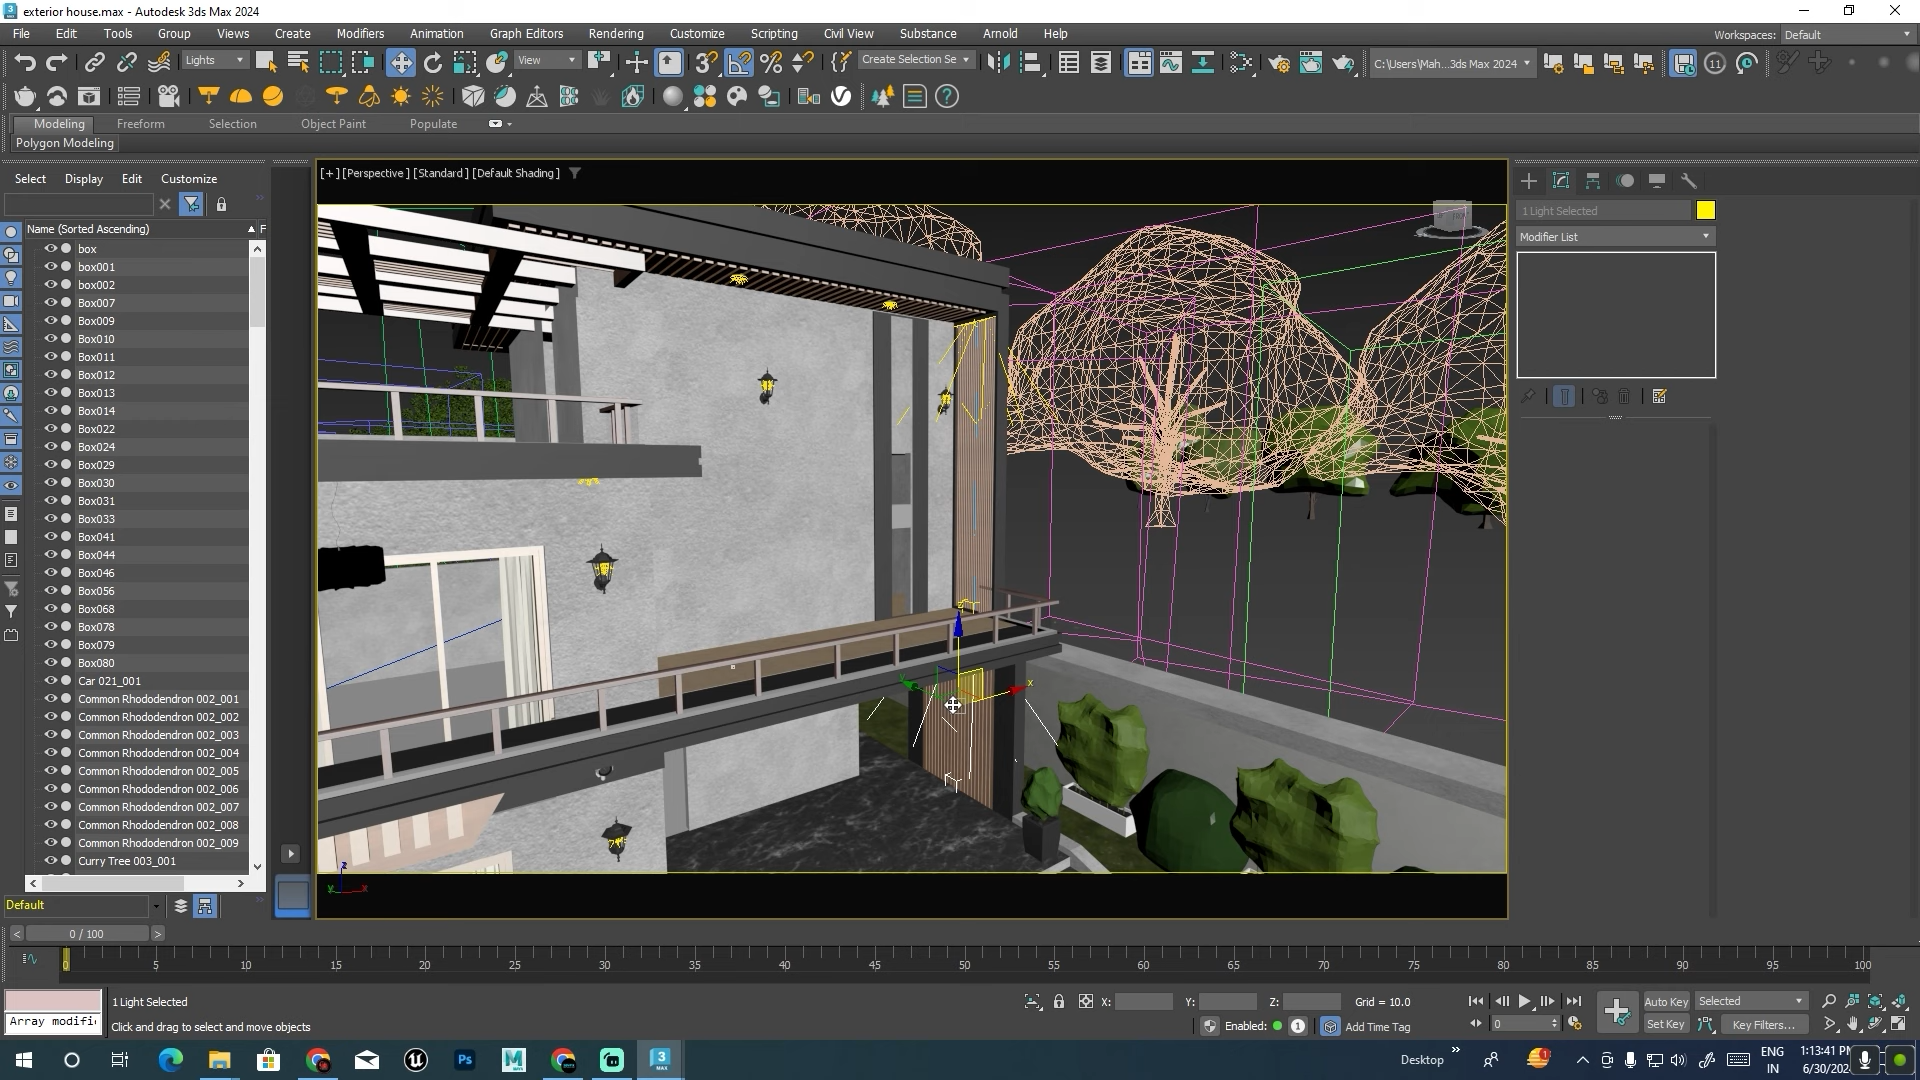 exterior house.max - Autodesk 3ds Max 2024
File Edit Tools Group Views Create Modifiers Animation Graph Editors Rendering Customize Scripting Civil View Substance Arnold Help
Workspaces: Default
Lights
View
Create Selection Se
C:\Users\Mah...3ds Max 2024
11
Modeling Freeform Selection Object Paint Populate
Polygon Modeling
Select Display Edit Customize
[+] [Perspective ] [Standard ] [Default Shading ]
Name (Sorted Ascending)
F
box
box001
box002
Box007
Box009
Box010
Box011
Box012
Box013
Box014
Box022
Box024
Box029
Box030
Box031
Box033
Box041
Box044
Box046
Box056
Box068
Box078
Box079
Box080
Car 021_001
Common Rhododendron 002_001
Common Rhododendron 002_002
Common Rhododendron 002_003
Common Rhododendron 002_004
Common Rhododendron 002_005
Common Rhododendron 002_006
Common Rhododendron 002_007
Common Rhododendron 002_008
Common Rhododendron 002_009
Curry Tree 003_001
1 Light Selected
Modifier List
z
x
y
z
y
x
Default
0 / 100
0 5 10 15 20 25 30 35 40 45 50 55 60 65 70 75 80 85 90 95 100
1 Light Selected
X: Y: Z: Grid = 10.0
Auto Key Selected
Array modifi
Click and drag to select and move objects
Enabled: 1 Add Time Tag
0
Set Key Key Filters...
Desktop
ENG
IN
1:13:41 PM
6/30/202